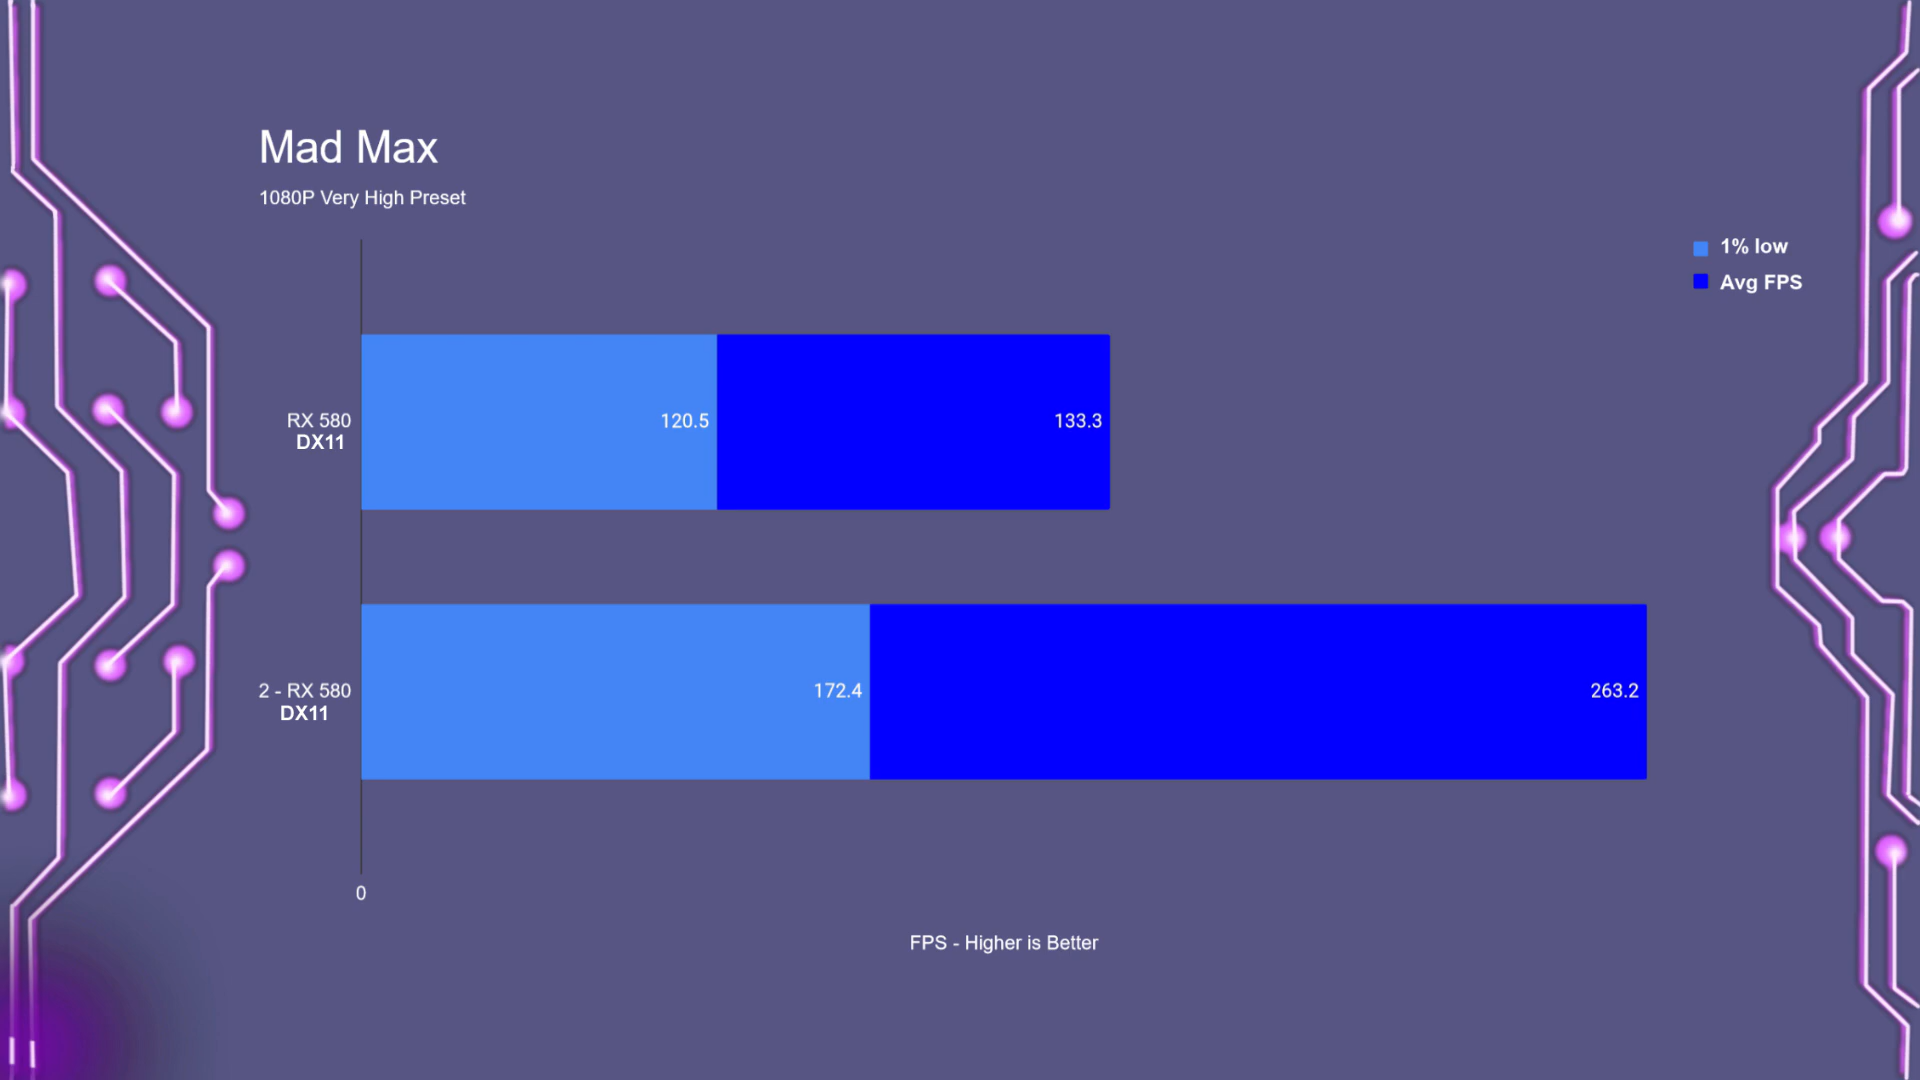 Mad Max
1080P Very High Preset
1% low
Avg FPS
RX 580
DX11
120.5
133.3
2 - RX 580
DX11
172.4
263.2
0
FPS - Higher is Better